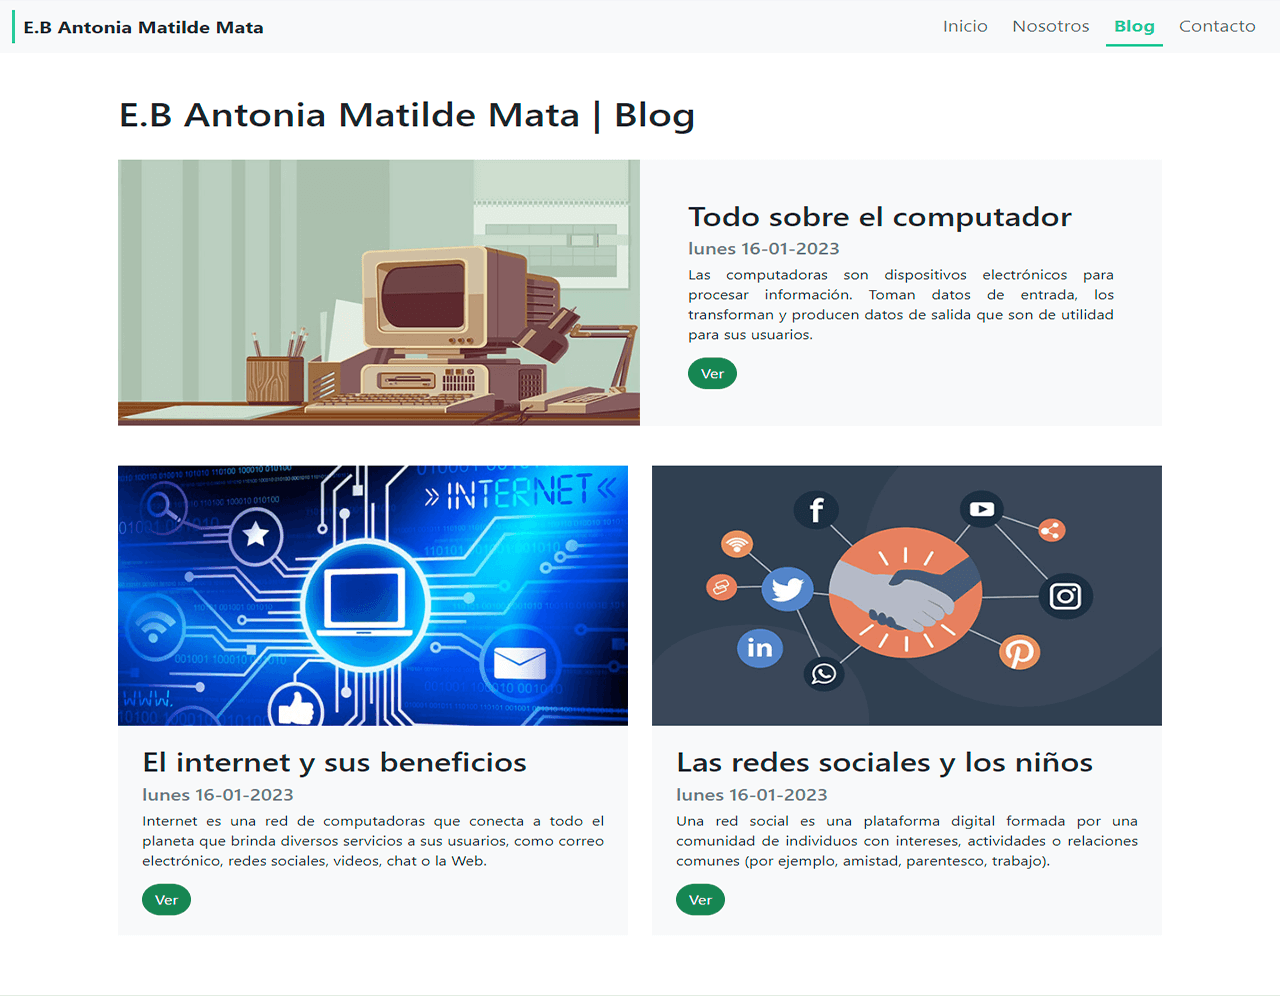 E.B Antonia Matilde Mata
Inicio Nosotros Blog Contacto
E.B Antonia Matilde Mata | Blog
Todo sobre el computador
lunes 16-01-2023
Las computadoras son dispositivos electrónicos para
procesar información. Toman datos de entrada, los
transforman y producen datos de salida que son de utilidad
para sus usuarios.
Ver
» INTERNET «
WWW.
El internet y sus beneficios
lunes 16-01-2023
Internet es una red de computadoras que conecta a todo el
planeta que brinda diversos servicios a sus usuarios, como correo
electrónico, redes sociales, videos, chat o la Web.
Ver
in
Las redes sociales y los niños
lunes 16-01-2023
Una red social es una plataforma digital formada por una
comunidad de individuos con intereses, actividades o relaciones
comunes (por ejemplo, amistad, parentesco, trabajo).
Ver